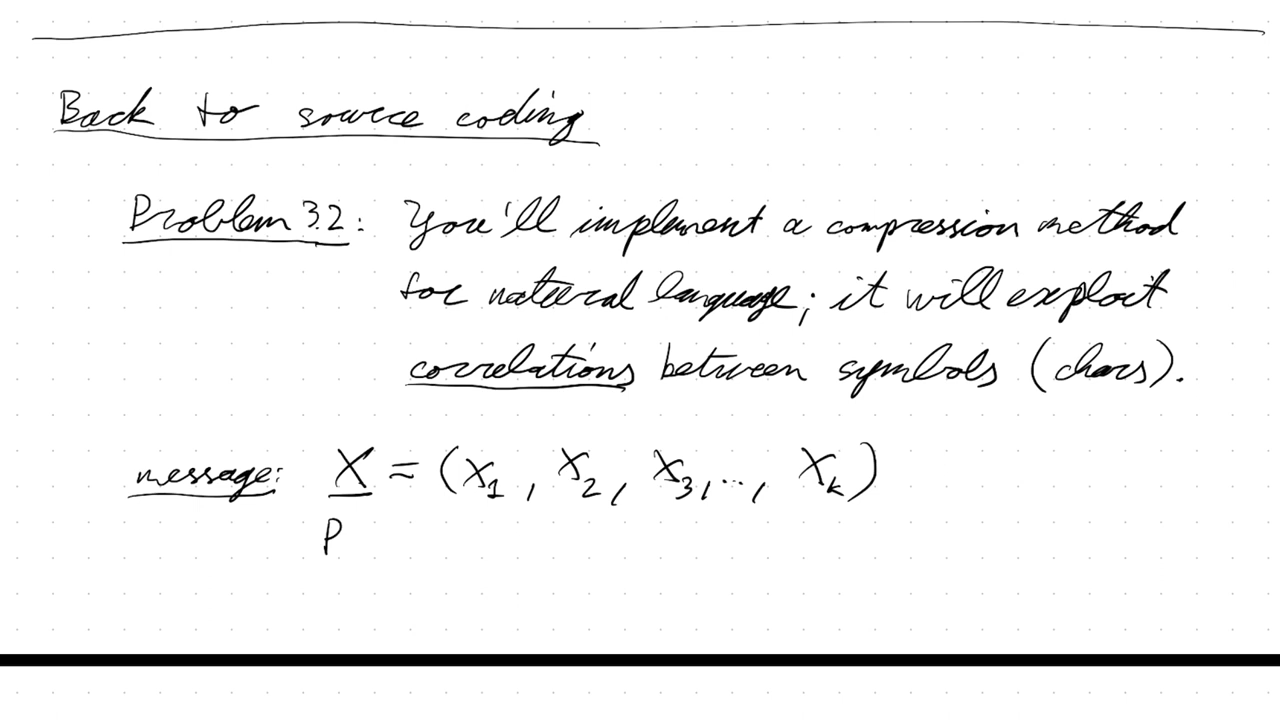 Back to source coding
Problem 3.2: You'll implement a compression method
for natural language; it will exploit
correlations between symbols (chars).
message: X = (X1, X2, X3, ..., Xk)
P